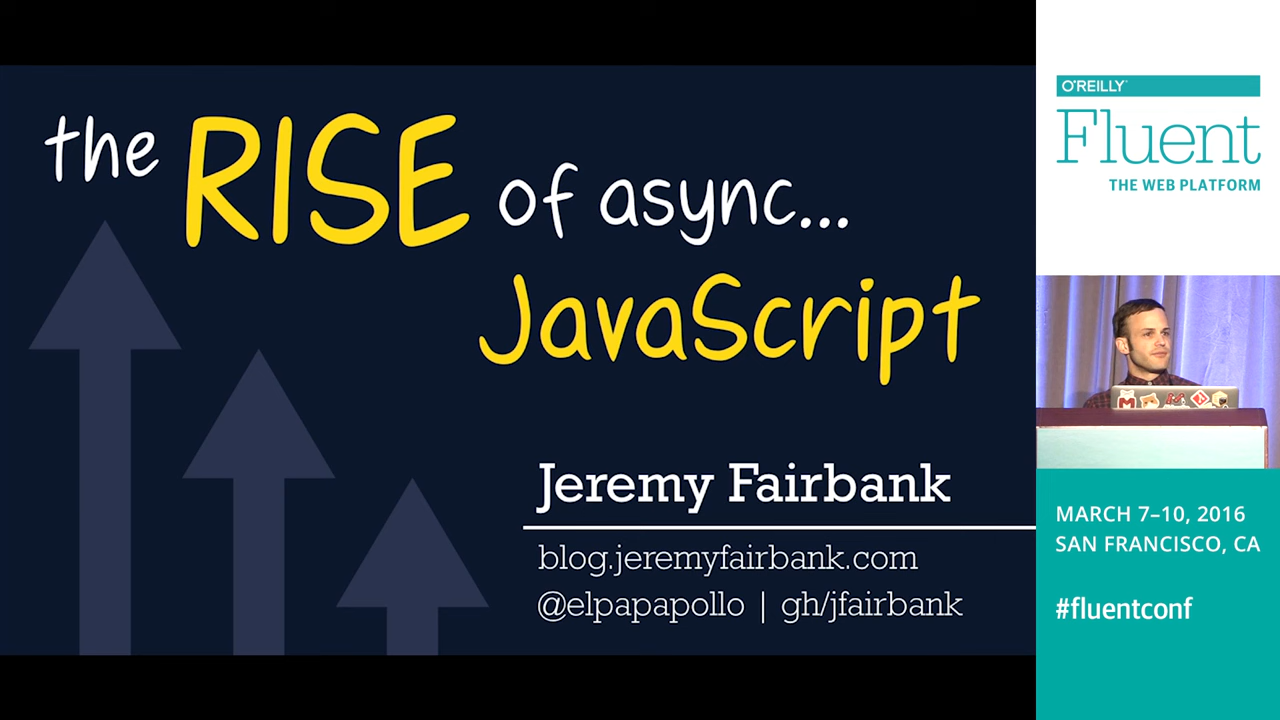 the RISE of async...
JavaScript
Jeremy Fairbank
blog.jeremyfairbank.com
@elpapapollo | gh/jfairbank
O'REILLY
Fluent
THE WEB PLATFORM
MARCH 7–10, 2016
SAN FRANCISCO, CA
#fluentconf